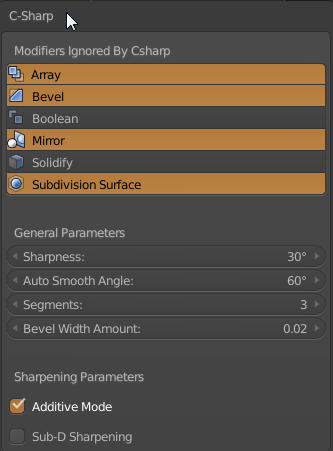 C-Sharp
Modifiers Ignored By Csharp
Array
Bevel
Boolean
Mirror
Solidify
Subdivision Surface
General Parameters
Sharpness: 30°
Auto Smooth Angle: 60°
Segments: 3
Bevel Width Amount: 0.02
Sharpening Parameters
Additive Mode
Sub-D Sharpening